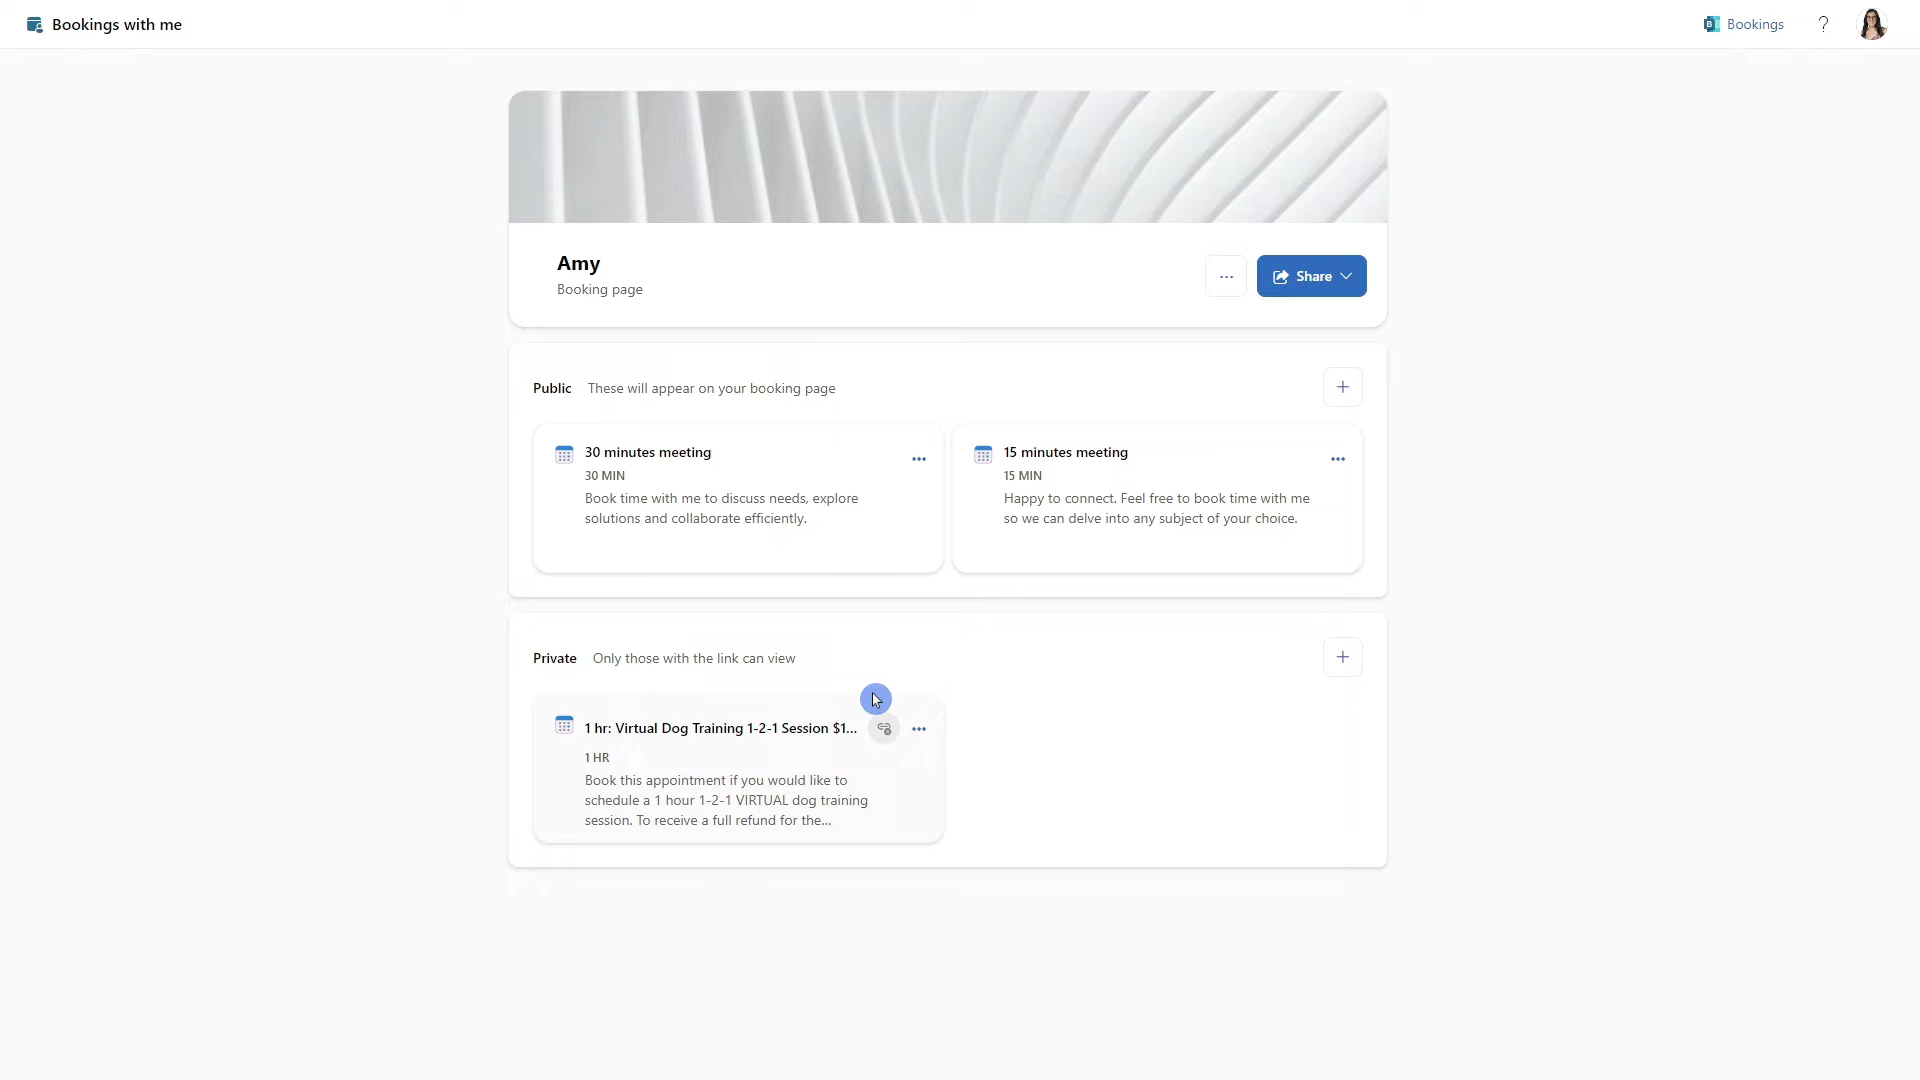 Bookings with me
Bookings
?
Amy
Booking page
Share
Public These will appear on your booking page
30 minutes meeting
30 MIN
Book time with me to discuss needs, explore
solutions and collaborate efficiently.
15 minutes meeting
15 MIN
Happy to connect. Feel free to book time with me
so we can delve into any subject of your choice.
Private Only those with the link can view
1 hr: Virtual Dog Training 1-2-1 Session $1...
1 HR
Book this appointment if you would like to
schedule a 1 hour 1-2-1 VIRTUAL dog training
session. To receive a full refund for the...